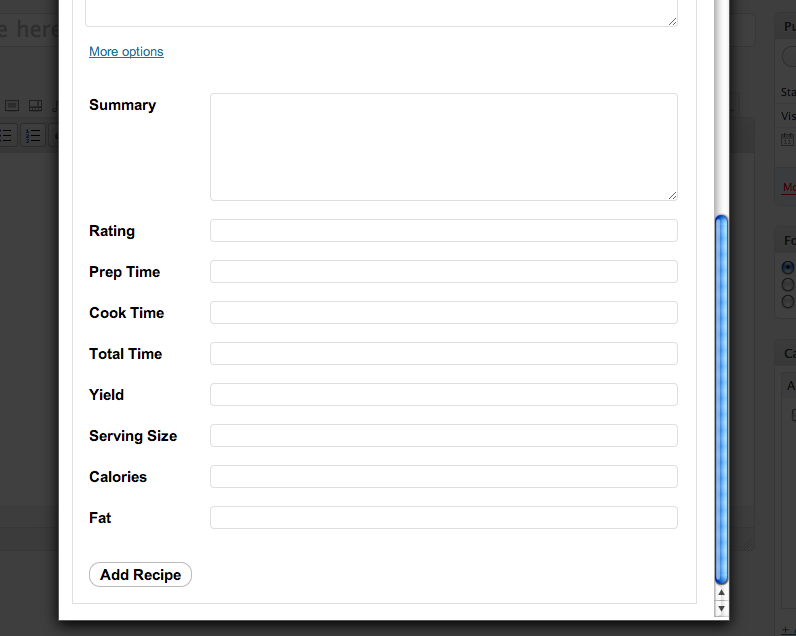 here
More options
Summary
Rating
Prep Time
Cook Time
Total Time
Yield
Serving Size
Calories
Fat
Add Recipe
Pu
Sta
Vis
Mo
Fo
Ca
A